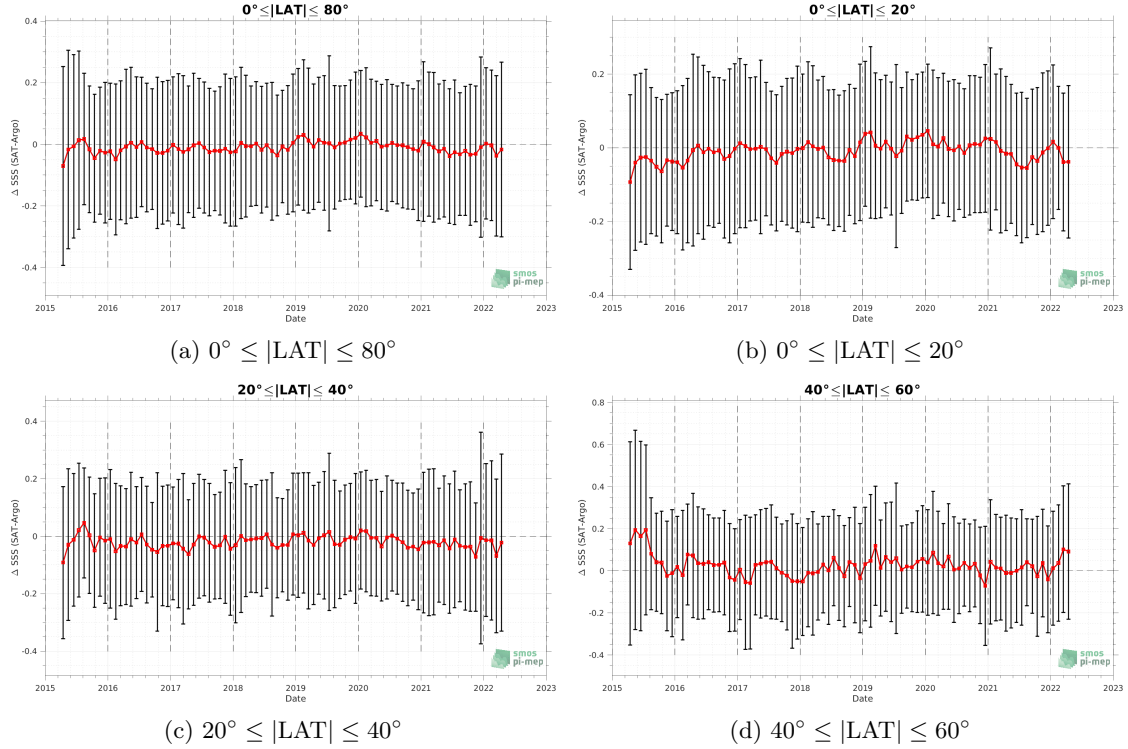 0°≤|LAT|≤ 80°
0.4
0.2
0
-0.2
-0.4
Δ SSS (SAT-Argo)
2015 2016 2017 2018 2019 2020 2021 2022 2023
Date
smos
pi-mep
(a) 0° ≤ |LAT| ≤ 80°
0°≤|LAT|≤ 20°
0.2
0
-0.2
-0.4
Δ SSS (SAT-Argo)
2015 2016 2017 2018 2019 2020 2021 2022 2023
Date
smos
pi-mep
(b) 0° ≤ |LAT| ≤ 20°
20°≤|LAT|≤ 40°
0.4
0.2
0
-0.2
-0.4
Δ SSS (SAT-Argo)
2015 2016 2017 2018 2019 2020 2021 2022 2023
Date
smos
pi-mep
(c) 20° ≤ |LAT| ≤ 40°
40°≤|LAT|≤ 60°
0.8
0.6
0.4
0.2
0
-0.2
-0.4
Δ SSS (SAT-Argo)
2015 2016 2017 2018 2019 2020 2021 2022 2023
Date
smos
pi-mep
(d) 40° ≤ |LAT| ≤ 60°